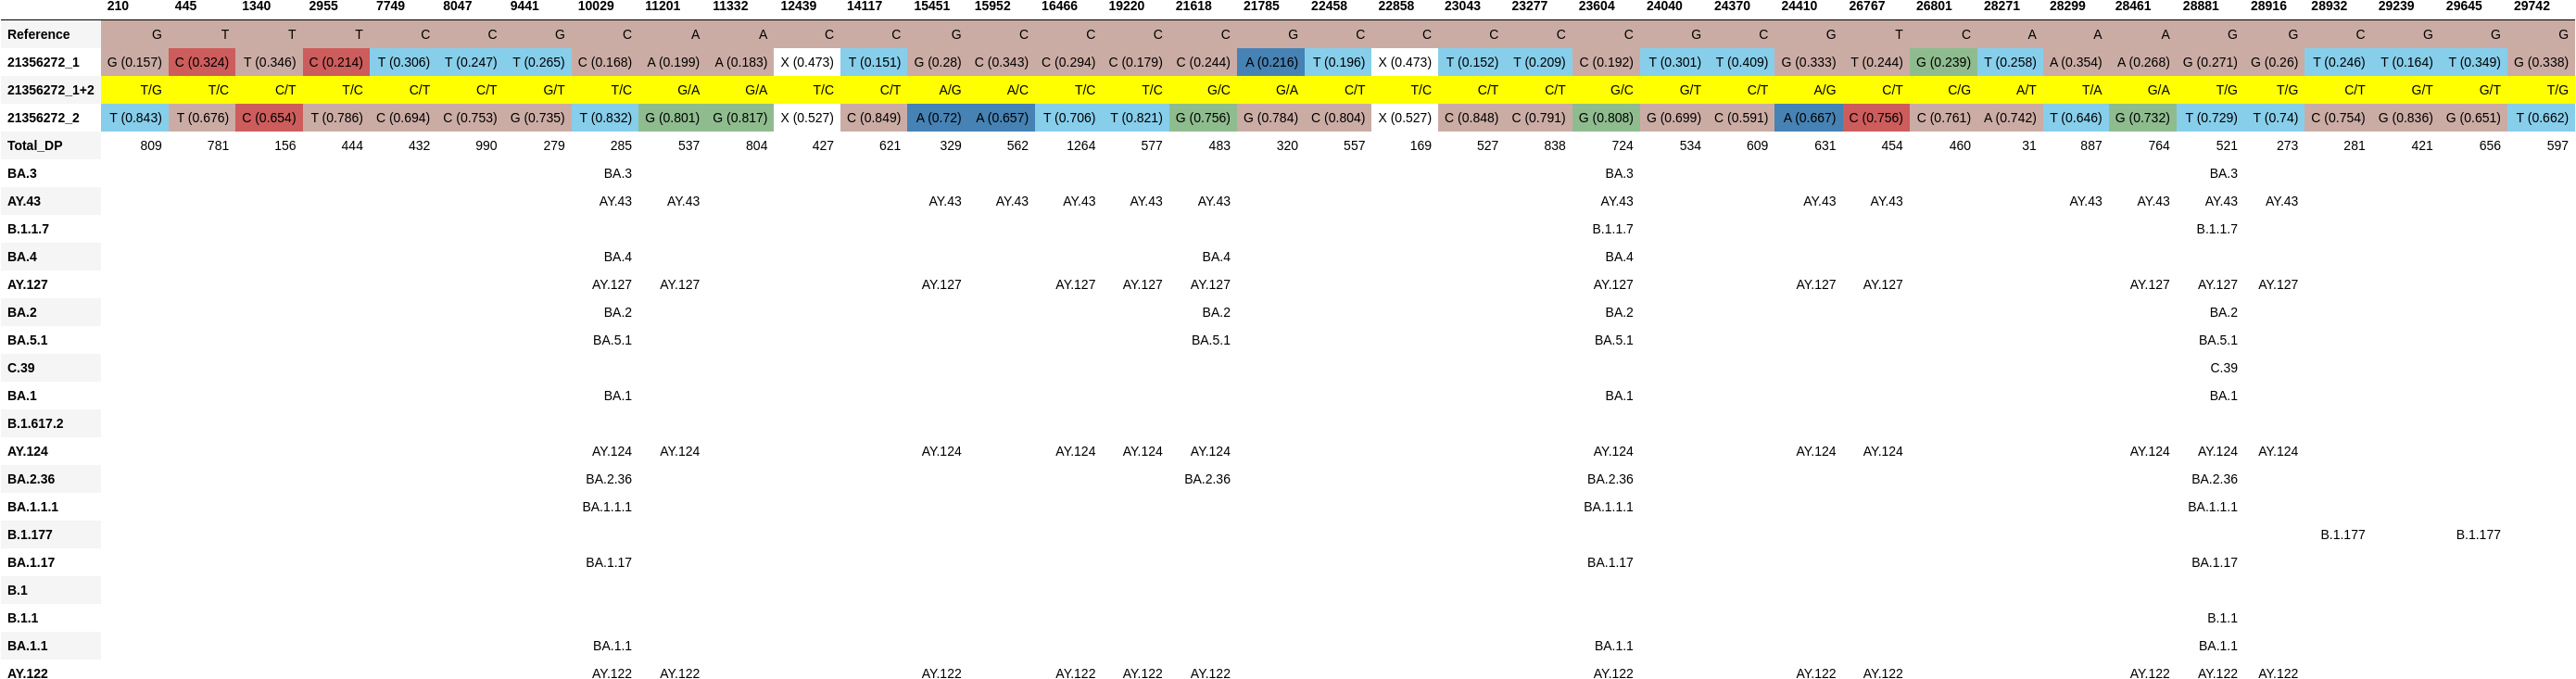 210 445 1340 2955 7749 8047 9441 10029 11201 11332 12439 14117 15451 15952 16466 19220 21618 21785 22458 22858 23043 23277 23604 24040 24370 24410 26767 26801 28271 28299 28461 28881 28916 28932 29239 29645 29742
Reference G T T T C C G C A A C C G C C C C G C C C C C G C G T C A A A G G C G G G
21356272_1 G (0.157) C (0.324) T (0.346) C (0.214) T (0.306) T (0.247) T (0.265) C (0.168) A (0.199) A (0.183) X (0.473) T (0.151) G (0.28) C (0.343) C (0.294) C (0.179) C (0.244) A (0.216) T (0.196) X (0.473) T (0.152) T (0.209) C (0.192) T (0.301) T (0.409) G (0.333) T (0.244) G (0.239) T (0.258) A (0.354) A (0.268) G (0.271) G (0.26) T (0.246) T (0.164) T (0.349) G (0.338)
21356272_1+2 T/G T/C C/T T/C C/T C/T G/T T/C G/A G/A T/C C/T A/G A/C T/C T/C G/C G/A C/T T/C C/T C/T G/C G/T C/T A/G C/T C/G A/T T/A G/A T/G T/G C/T G/T G/T T/G
21356272_2 T (0.843) T (0.676) C (0.654) T (0.786) C (0.694) C (0.753) G (0.735) T (0.832) G (0.801) G (0.817) X (0.527) C (0.849) A (0.72) A (0.657) T (0.706) T (0.821) G (0.756) G (0.784) C (0.804) X (0.527) C (0.848) C (0.791) G (0.808) G (0.699) C (0.591) A (0.667) C (0.756) C (0.761) A (0.742) T (0.646) G (0.732) T (0.729) T (0.74) C (0.754) G (0.836) G (0.651) T (0.662)
Total_DP 809 781 156 444 432 990 279 285 537 804 427 621 329 562 1264 577 483 320 557 169 527 838 724 534 609 631 454 460 31 887 764 521 273 281 421 656 597
BA.3 BA.3 BA.3 BA.3
AY.43 AY.43 AY.43 AY.43 AY.43 AY.43 AY.43 AY.43 AY.43 AY.43 AY.43 AY.43 AY.43 AY.43 AY.43
B.1.1.7 B.1.1.7 B.1.1.7
BA.4 BA.4 BA.4 BA.4
AY.127 AY.127 AY.127 AY.127 AY.127 AY.127 AY.127 AY.127 AY.127 AY.127 AY.127 AY.127 AY.127
BA.2 BA.2 BA.2 BA.2 BA.2
BA.5.1 BA.5.1 BA.5.1 BA.5.1 BA.5.1
C.39 C.39
BA.1 BA.1 BA.1 BA.1
B.1.617.2
AY.124 AY.124 AY.124 AY.124 AY.124 AY.124 AY.124 AY.124 AY.124 AY.124 AY.124 AY.124 AY.124
BA.2.36 BA.2.36 BA.2.36 BA.2.36 BA.2.36
BA.1.1.1 BA.1.1.1 BA.1.1.1 BA.1.1.1
B.1.177 B.1.177 B.1.177
BA.1.17 BA.1.17 BA.1.17 BA.1.17
B.1
B.1.1 B.1.1
BA.1.1 BA.1.1 BA.1.1 BA.1.1
AY.122 AY.122 AY.122 AY.122 AY.122 AY.122 AY.122 AY.122 AY.122 AY.122 AY.122 AY.122 AY.122